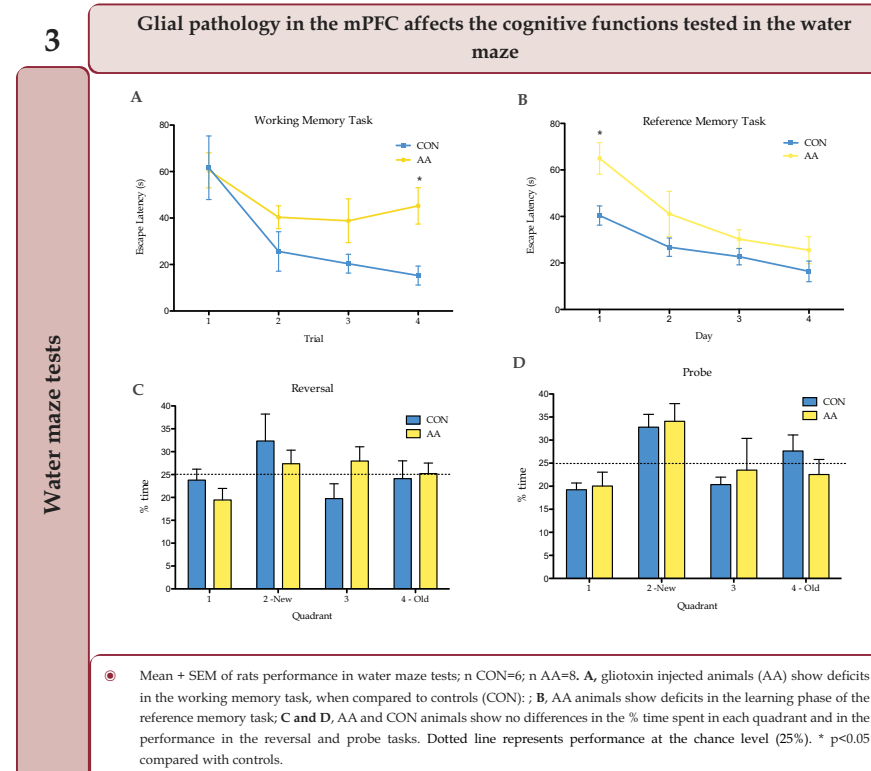 3
Glial pathology in the mPFC affects the cognitive functions tested in the water
maze
Water maze tests
A
Working Memory Task
80
60
40
20
0
Escape Latency (s)
1 2 3 4
Trial
CON
AA
*
B
Reference Memory Task
80
60
40
20
0
Escape Latency (s)
1 2 3 4
Day
CON
AA
*
C
Reversal
40
35
30
25
20
15
10
5
0
% time
1 2 -New 3 4 - Old
Quadrant
CON
AA
D
Probe
40
35
30
25
20
15
10
5
0
% time
1 2-New 3 4 - Old
Quadrant
CON
AA
Mean + SEM of rats performance in water maze tests; n CON=6; n AA=8. A, gliotoxin injected animals (AA) show deficits
in the working memory task, when compared to controls (CON): ; B, AA animals show deficits in the learning phase of the
reference memory task; C and D, AA and CON animals show no differences in the % time spent in each quadrant and in the
performance in the reversal and probe tasks. Dotted line represents performance at the chance level (25%). * p<0.05
compared with controls.